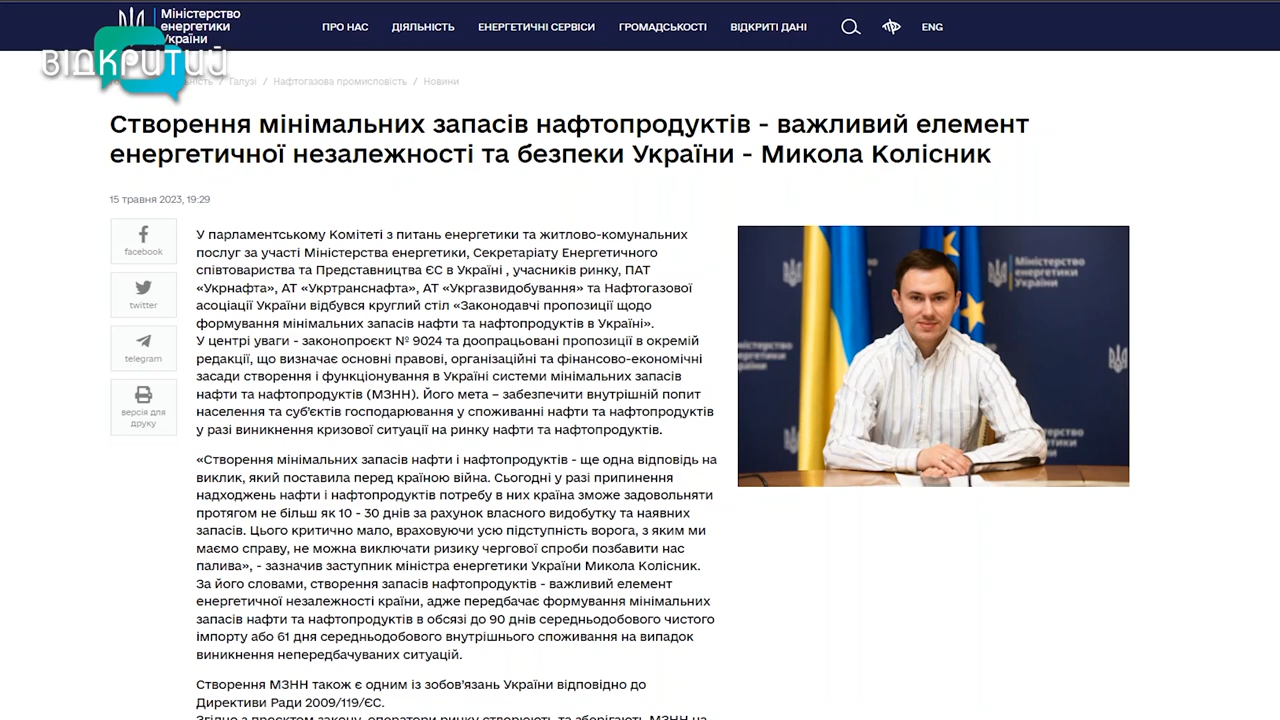 Міністерство
енергетики
України
ПРО НАС ДІЯЛЬНІСТЬ ЕНЕРГЕТИЧНІ СЕРВІСИ ГРОМАДСЬКОСТІ ВІДКРИТІ ДАНІ ENG
ВІДКРИТИЙ
/ Галузі / Нафтогазова промисловість / Новини
Створення мінімальних запасів нафтопродуктів - важливий елемент
енергетичної незалежності та безпеки України - Микола Колісник
15 травня 2023, 19:29
facebook
twitter
telegram
версія для
друку
У парламентському Комітеті з питань енергетики та житлово-комунальних
послуг за участі Міністерства енергетики, Секретаріату Енергетичного
співтовариства та Представництва ЄС в Україні , учасників ринку, ПАТ
«Укрнафта», АТ «Укртранснафта», АТ «Укргазвидобування» та Нафтогазової
асоціації України відбувся круглий стіл «Законодавчі пропозиції щодо
формування мінімальних запасів нафти та нафтопродуктів в Україні».
У центрі уваги - законопроєкт № 9024 та доопрацьовані пропозиції в окремій
редакції, що визначає основні правові, організаційні та фінансово-економічні
засади створення і функціонування в Україні системи мінімальних запасів
нафти та нафтопродуктів (МЗНН). Його мета – забезпечити внутрішній попит
населення та суб'єктів господарювання у споживанні нафти та нафтопродуктів
у разі виникнення кризової ситуації на ринку нафти та нафтопродуктів.
«Створення мінімальних запасів нафти і нафтопродуктів - ще одна відповідь на
виклик, який поставила перед країною війна. Сьогодні у разі припинення
надходжень нафти і нафтопродуктів потребу в них країна зможе задовольняти
протягом не більш як 10 - 30 днів за рахунок власного видобутку та наявних
запасів. Цього критично мало, враховуючи усю підступність ворога, з яким ми
маємо справу, не можна виключати ризику чергової спроби позбавити нас
палива», - зазначив заступник міністра енергетики України Микола Колісник.
За його словами, створення запасів нафтопродуктів - важливий елемент
енергетичної незалежності країни, адже передбачає формування мінімальних
запасів нафти та нафтопродуктів в обсязі до 90 днів середньодобового чистого
імпорту або 61 дня середньодобового внутрішнього споживання на випадок
виникнення непередбачуваних ситуацій.
Створення МЗНН також є одним із зобов'язань України відповідно до
Директиви Ради 2009/119/ЄС.
Згідно з проєктом закону, оператори ринку створюють та зберігають МЗНН на
Міністерство
енергетики
України